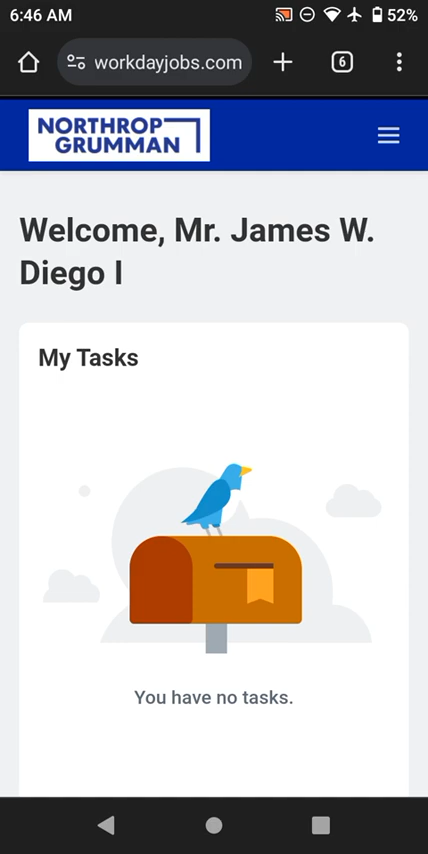 6:46 AM
52%
workdayjobs.com
6
NORTHROP
GRUMMAN
Welcome, Mr. James W.
Diego I
My Tasks
You have no tasks.